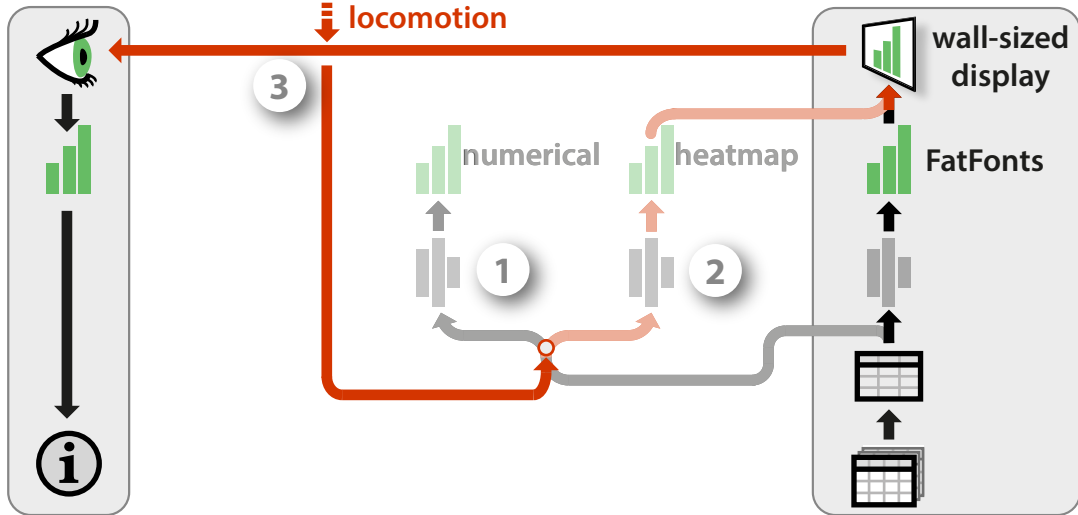 locomotion
wall-sized
display
3
numerical
heatmap
FatFonts
1
2
i